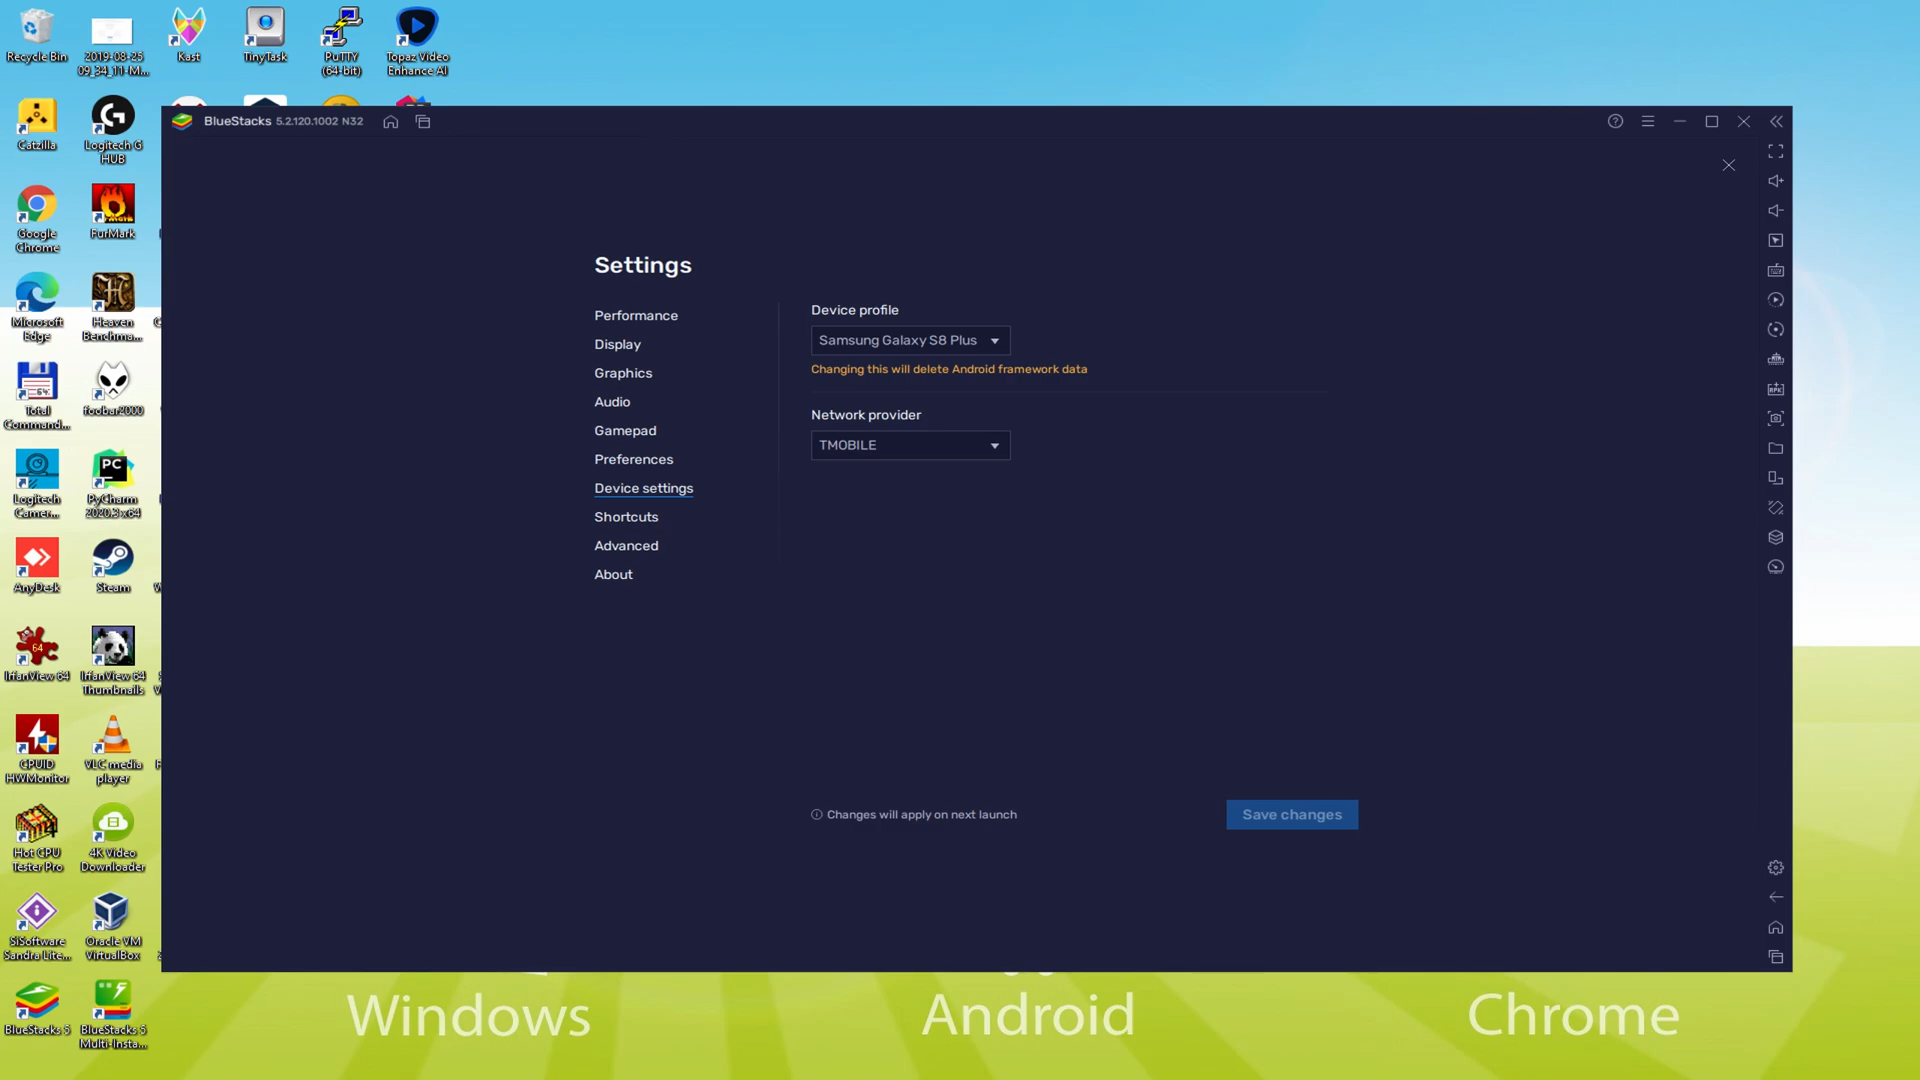 Recycle Bin
2019-08-25
09_34_11-M...
Kast
TinyTask
PuTTY
(64-bit)
Topaz Video
Enhance AI
Catzilla
Logitech G
HUB
Google
Chrome
FurMark
Microsoft
Edge
Heaven
Benchma...
Total
Command...
foobar2000
Logitech
Camer...
PyCharm
2020.3 x64
AnyDesk
Steam
IrfanView 64
IrfanView 64
Thumbnails
CPUID
HWMonitor
VLC media
player
Hot CPU
Tester Pro
4K Video
Downloader
SiSoftware
Sandra Lite...
Oracle VM
VirtualBox
BlueStacks 5
BlueStacks 5
Multi-Insta...
BlueStacks 5.2.120.1002 N32
Settings
Performance
Display
Graphics
Audio
Gamepad
Preferences
Device settings
Shortcuts
Advanced
About
Device profile
Samsung Galaxy S8 Plus
Changing this will delete Android framework data
Network provider
TMOBILE
Changes will apply on next launch
Save changes
Windows
Android
Chrome